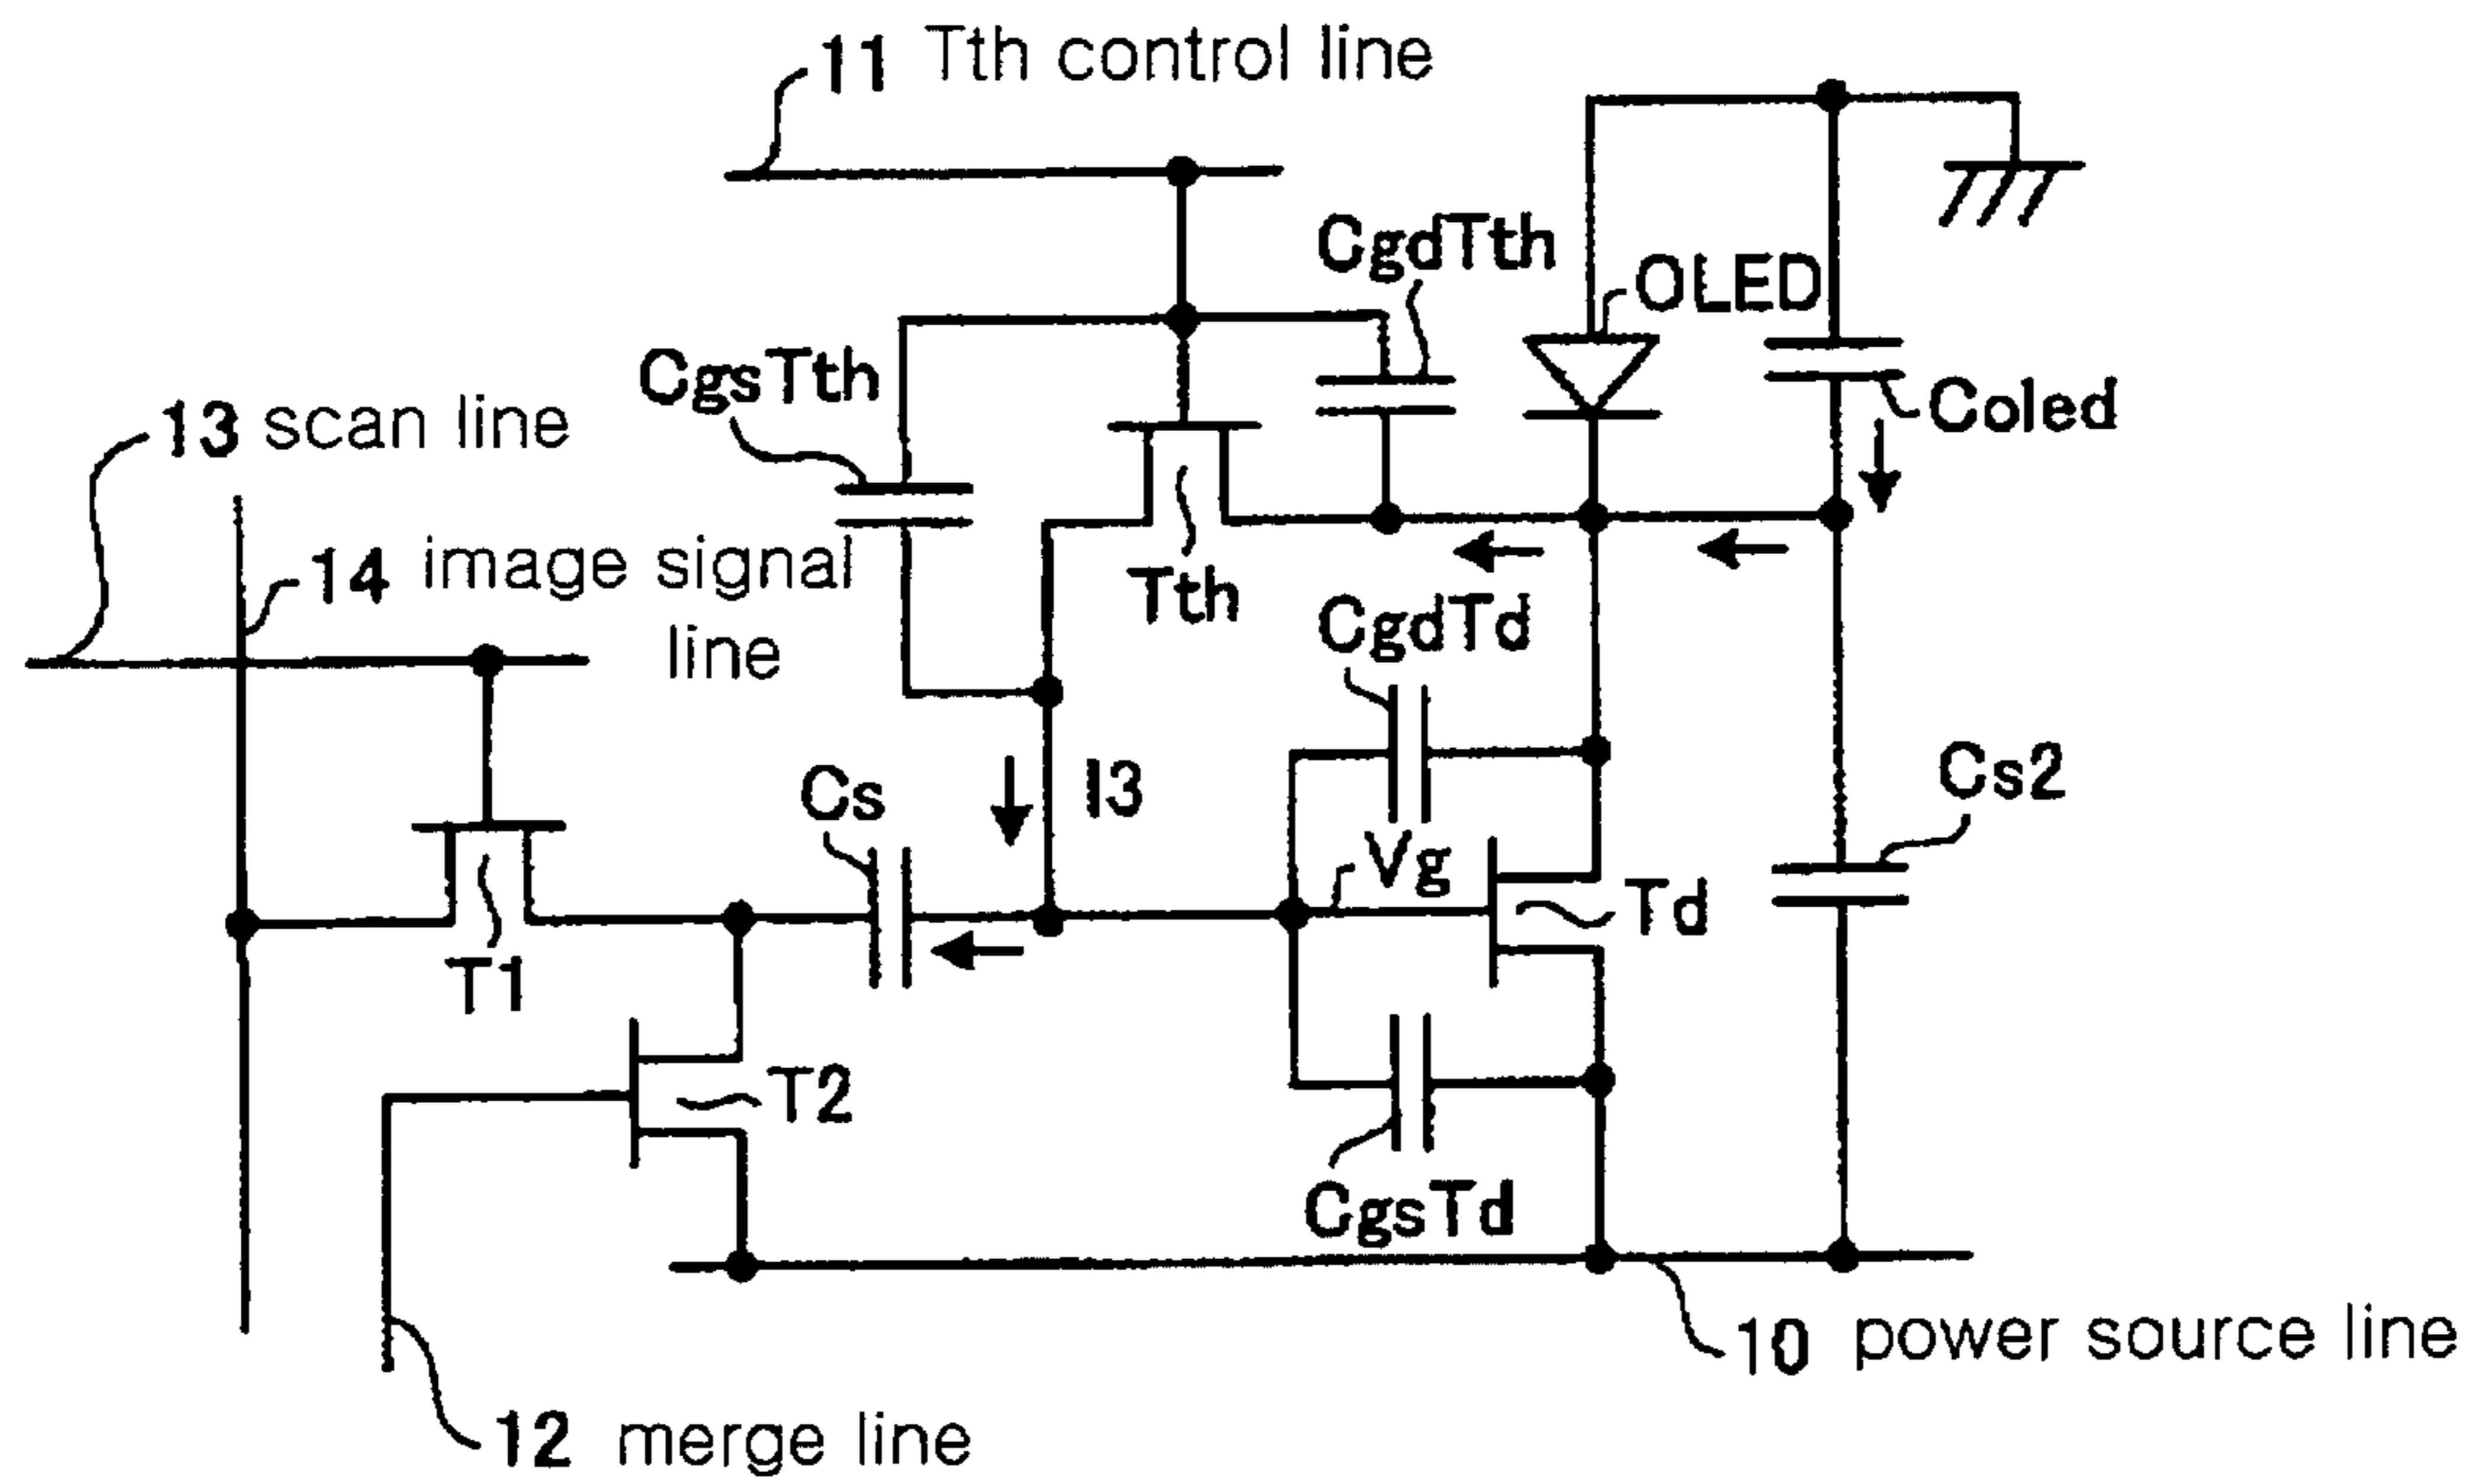 11 Tth control line
CgdTth
OLED
CgsTth
Coled
13 scan line
14 image signal
line
Tth
CgdTd
Cs
I3
Cs2
Vg
Td
T1
T2
CgsTd
10 power source line
12 merge line